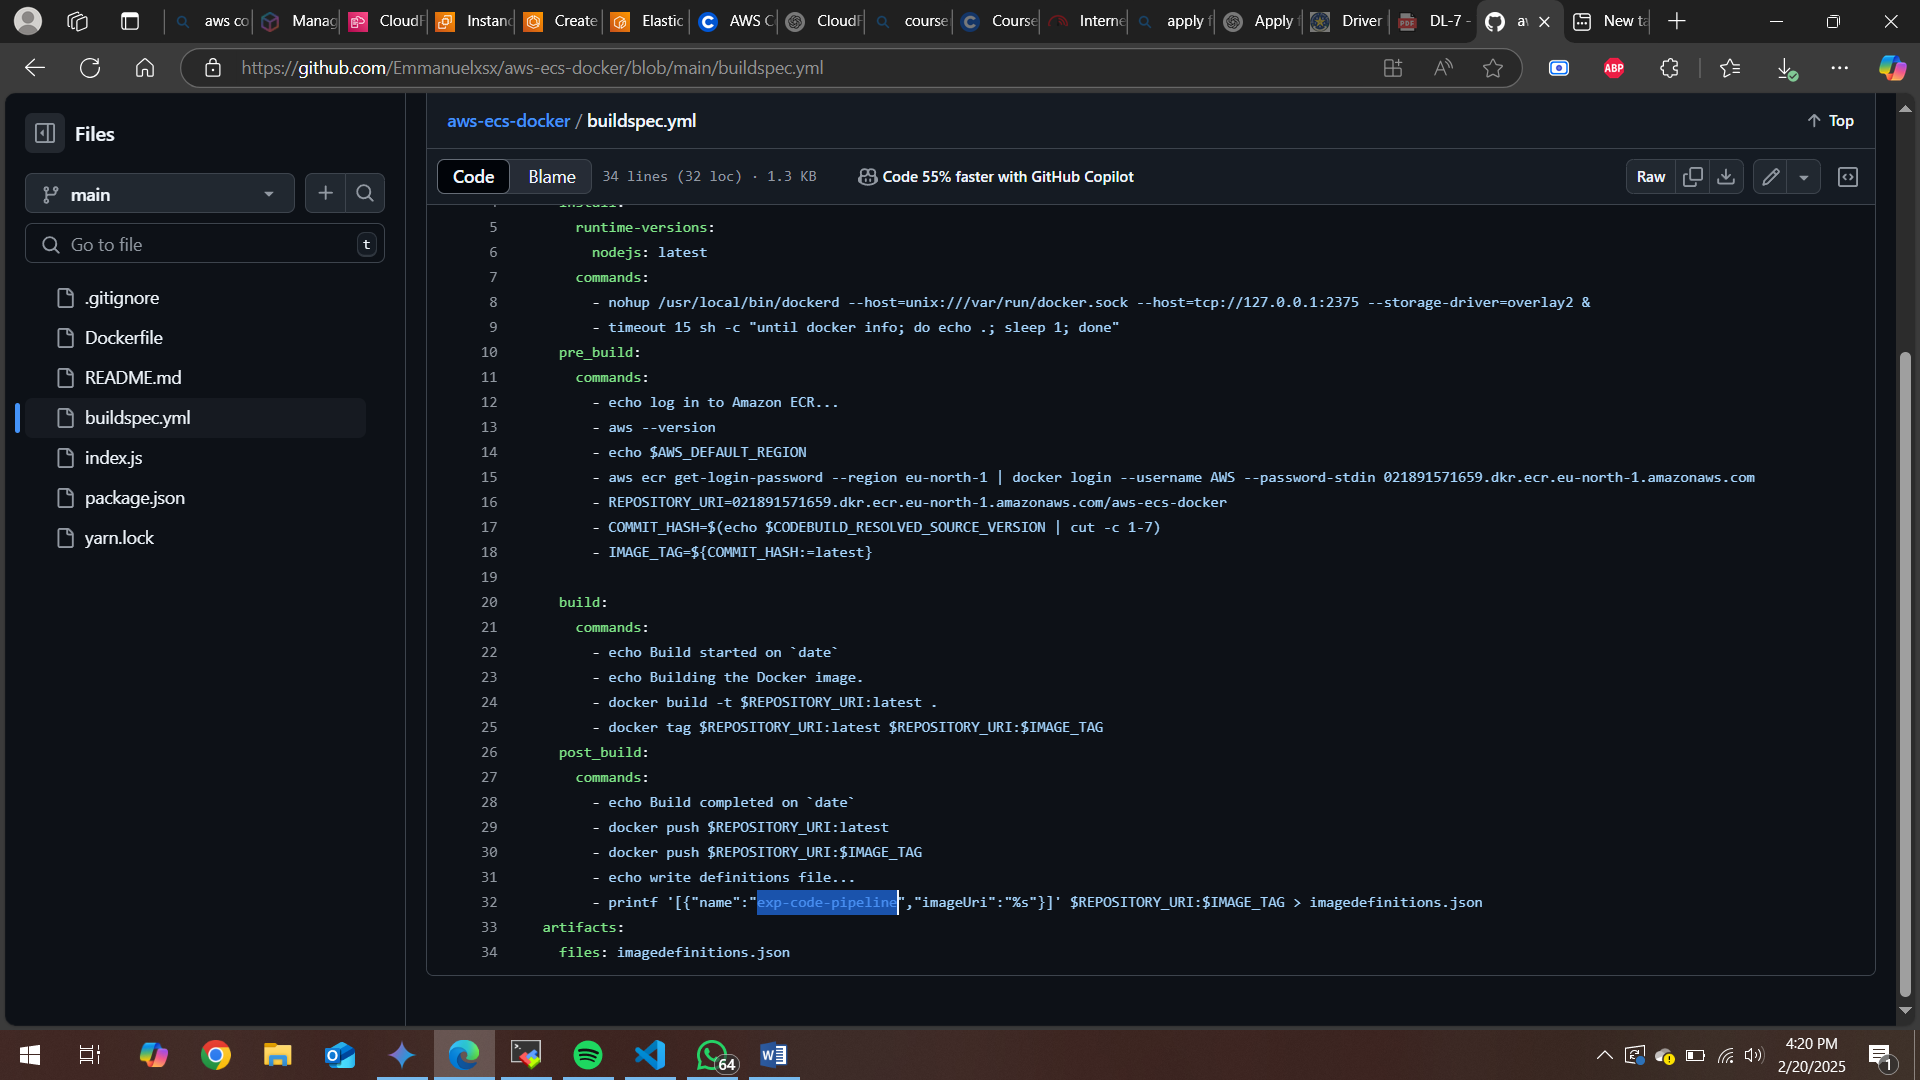 aws co
Manag
CloudF
Instanc
Create
Elastic
AWS C
CloudF
course
Course
Interne
apply f
Apply f
Driver
DL-7 -
New ta
https://github.com/Emmanuelxsx/aws-ecs-docker/blob/main/buildspec.yml
ABP
Files
main
Go to file
t
.gitignore
Dockerfile
README.md
buildspec.yml
index.js
package.json
yarn.lock
aws-ecs-docker / buildspec.yml
Top
Code
Blame
34 lines (32 loc) · 1.3 KB
Code 55% faster with GitHub Copilot
Raw
5 runtime-versions:
6 nodejs: latest
7 commands:
8 - nohup /usr/local/bin/dockerd --host=unix:///var/run/docker.sock --host=tcp://127.0.0.1:2375 --storage-driver=overlay2 &
9 - timeout 15 sh -c "until docker info; do echo .; sleep 1; done"
10 pre_build:
11 commands:
12 - echo log in to Amazon ECR...
13 - aws --version
14 - echo $AWS_DEFAULT_REGION
15 - aws ecr get-login-password --region eu-north-1 | docker login --username AWS --password-stdin 021891571659.dkr.ecr.eu-north-1.amazonaws.com
16 - REPOSITORY_URI=021891571659.dkr.ecr.eu-north-1.amazonaws.com/aws-ecs-docker
17 - COMMIT_HASH=$(echo $CODEBUILD_RESOLVED_SOURCE_VERSION | cut -c 1-7)
18 - IMAGE_TAG=${COMMIT_HASH:=latest}
19
20 build:
21 commands:
22 - echo Build started on `date`
23 - echo Building the Docker image.
24 - docker build -t $REPOSITORY_URI:latest .
25 - docker tag $REPOSITORY_URI:latest $REPOSITORY_URI:$IMAGE_TAG
26 post_build:
27 commands:
28 - echo Build completed on `date`
29 - docker push $REPOSITORY_URI:latest
30 - docker push $REPOSITORY_URI:$IMAGE_TAG
31 - echo write definitions file...
32 - printf '[{"name":"exp-code-pipeline","imageUri":"%s"}]' $REPOSITORY_URI:$IMAGE_TAG > imagedefinitions.json
33 artifacts:
34 files: imagedefinitions.json
64
4:20 PM
2/20/2025
1